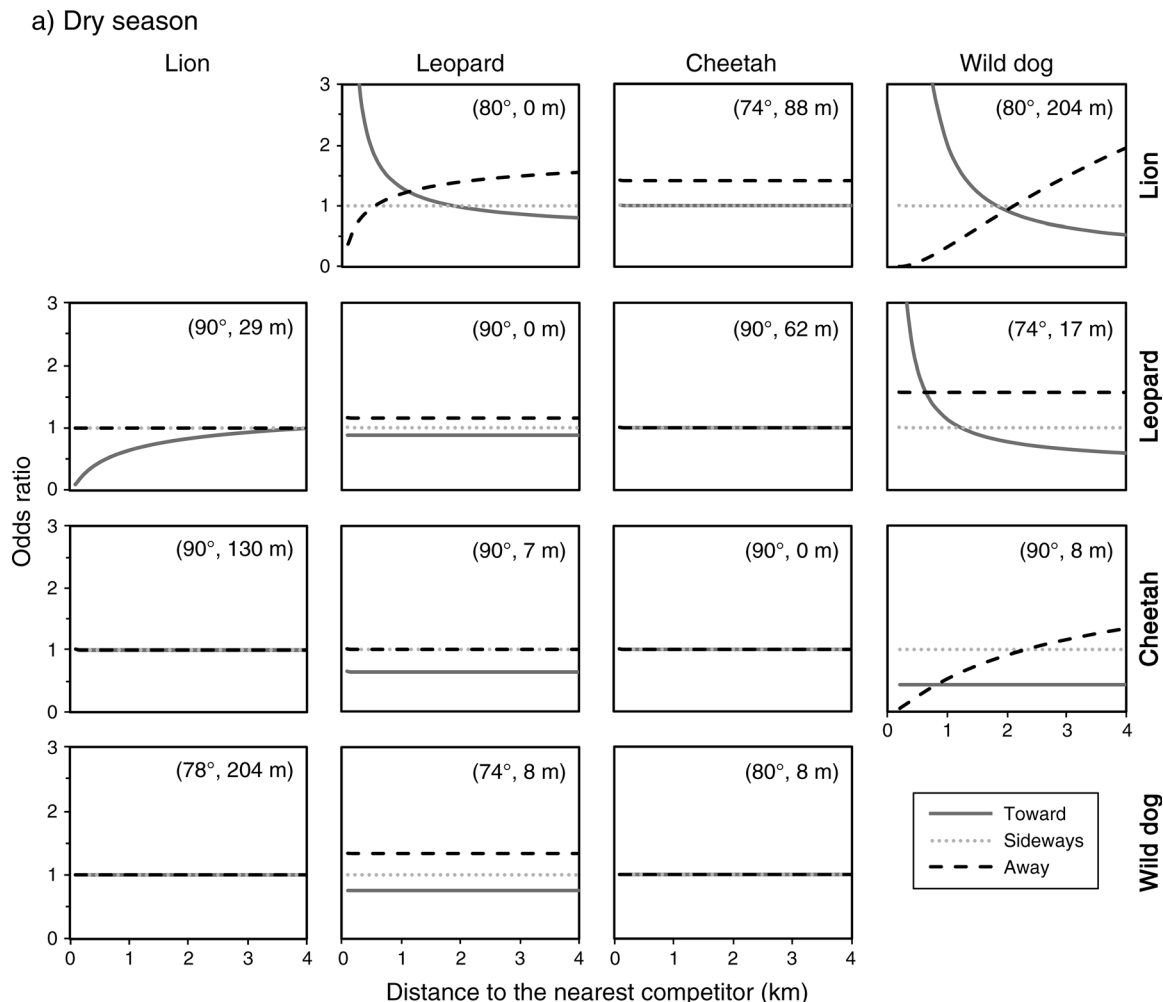 a) Dry season
Lion Leopard Cheetah Wild dog
3 (80°, 0 m) (74°, 88 m) (80°, 204 m)
2
1
0
Lion
3 (90°, 29 m) (90°, 0 m) (90°, 62 m) (74°, 17 m)
2
1
0
Leopard
Odds ratio
3 (90°, 130 m) (90°, 7 m) (90°, 0 m) (90°, 8 m)
2
1
0
0 1 2 3 4
Cheetah
3 (78°, 204 m) (74°, 8 m) (80°, 8 m)
2
1
0
Toward
Sideways
Away
Wild dog
0 1 2 3 4 0 1 2 3 4 0 1 2 3 4
Distance to the nearest competitor (km)